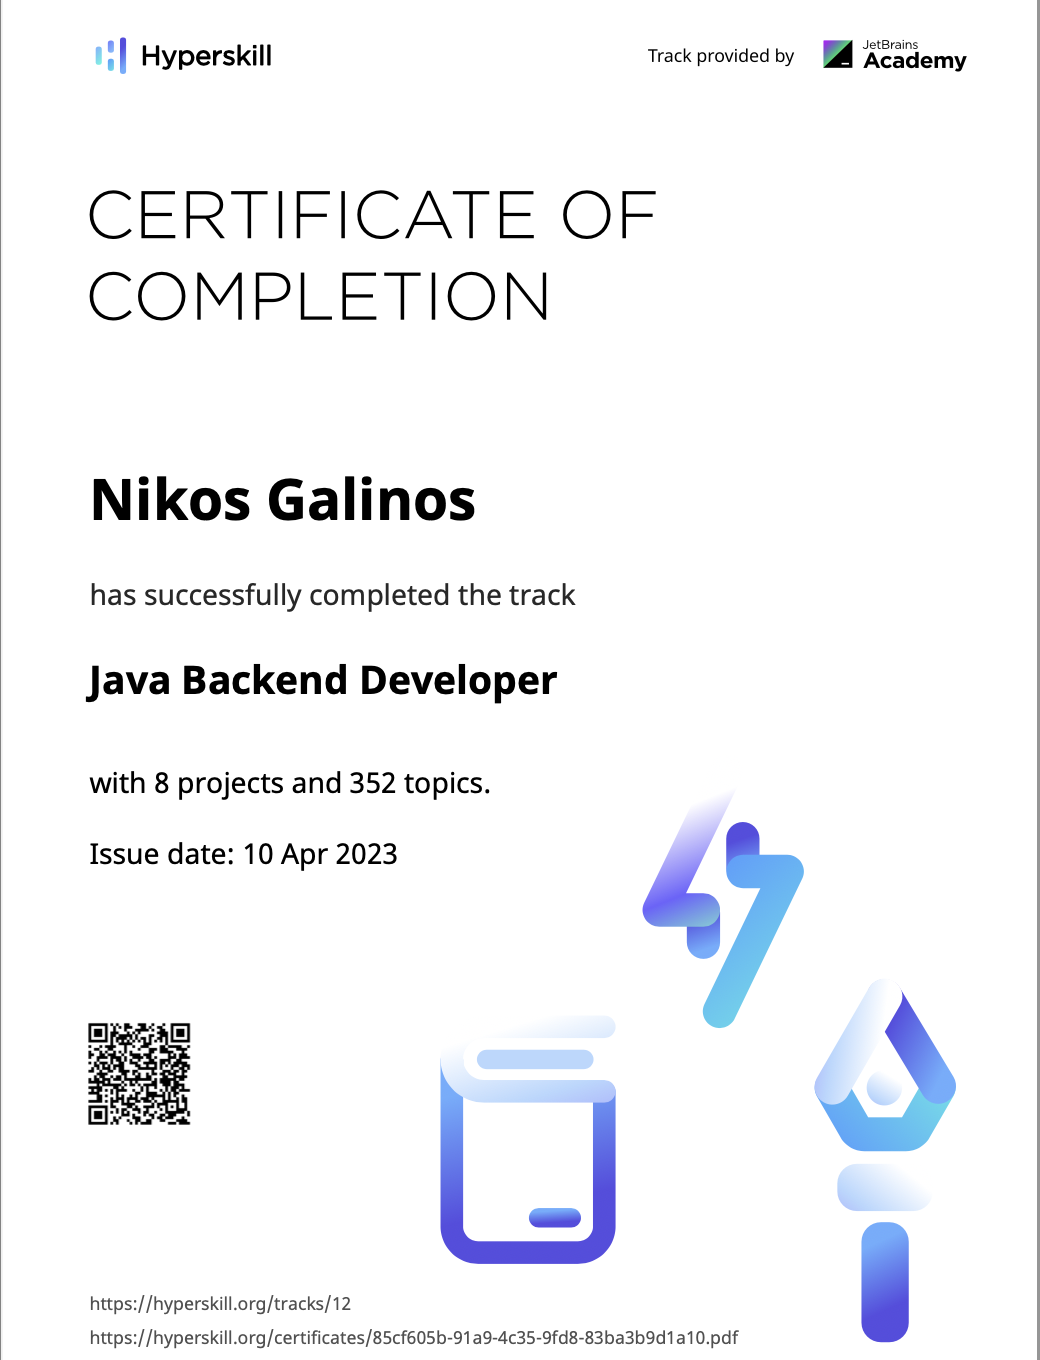 Hyperskill
Track provided by
JetBrains
Academy
CERTIFICATE OF
COMPLETION
Nikos Galinos
has successfully completed the track
Java Backend Developer
with 8 projects and 352 topics.
Issue date: 10 Apr 2023
https://hyperskill.org/tracks/12
https://hyperskill.org/certificates/85cf605b-91a9-4c35-9fd8-83ba3b9d1a10.pdf